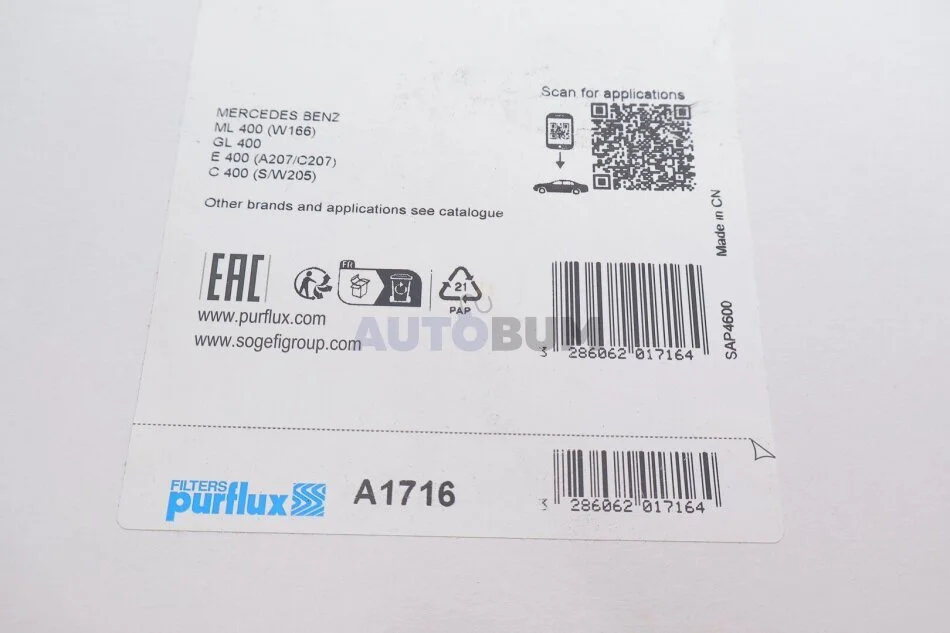 Scan for applications
MERCEDES BENZ
ML 400 (W166)
GL 400
E 400 (A207/C207)
C 400 (S/W205)
Other brands and applications see catalogue
Made in CN
EAC
FR
21
PAP
www.purflux.com
www.sogefigroup.com
AUTOBUM
3 286062 017164
SAP4600
FILTERS
purflux
A1716
3 286062 017164